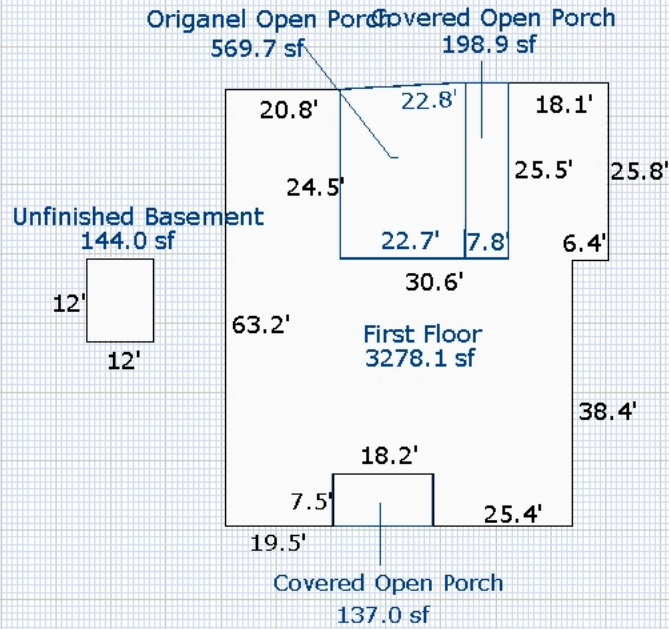 Origanel Open Porch
569.7 sf
Covered Open Porch
198.9 sf
20.8'
22.8'
18.1'
24.5'
25.5'
25.8'
Unfinished Basement
144.0 sf
22.7'
7.8'
6.4'
30.6'
12'
12'
63.2'
First Floor
3278.1 sf
38.4'
18.2'
7.5'
25.4'
19.5'
Covered Open Porch
137.0 sf